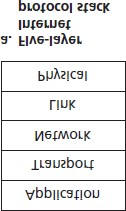 Application
Transport
Network
Link
Physical
a. Five-layer
Internet
protocol stack